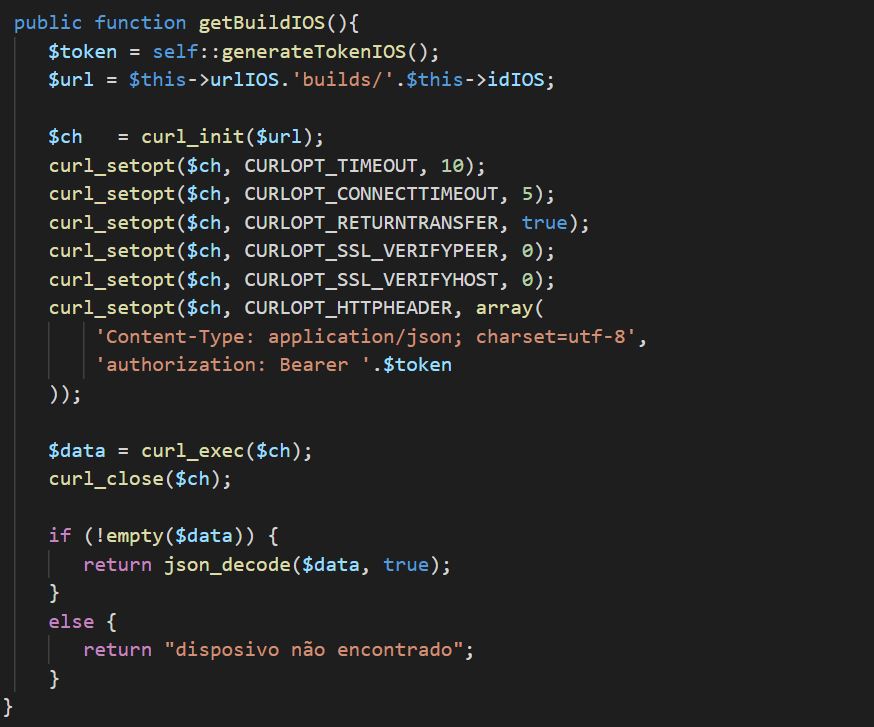 public function getBuildIOS(){
$token = self::generateTokenIOS();
$url = $this->urlIOS.'builds/'.$this->idIOS;
$ch   = curl_init($url);
curl_setopt($ch, CURLOPT_TIMEOUT, 10);
curl_setopt($ch, CURLOPT_CONNECTTIMEOUT, 5);
curl_setopt($ch, CURLOPT_RETURNTRANSFER, true);
curl_setopt($ch, CURLOPT_SSL_VERIFYPEER, 0);
curl_setopt($ch, CURLOPT_SSL_VERIFYHOST, 0);
curl_setopt($ch, CURLOPT_HTTPHEADER, array(
'Content-Type: application/json; charset=utf-8',
'authorization: Bearer '.$token
));
$data = curl_exec($ch);
curl_close($ch);
if (!empty($data)) {
return json_decode($data, true);
}
else {
return "disposivo não encontrado";
}
}